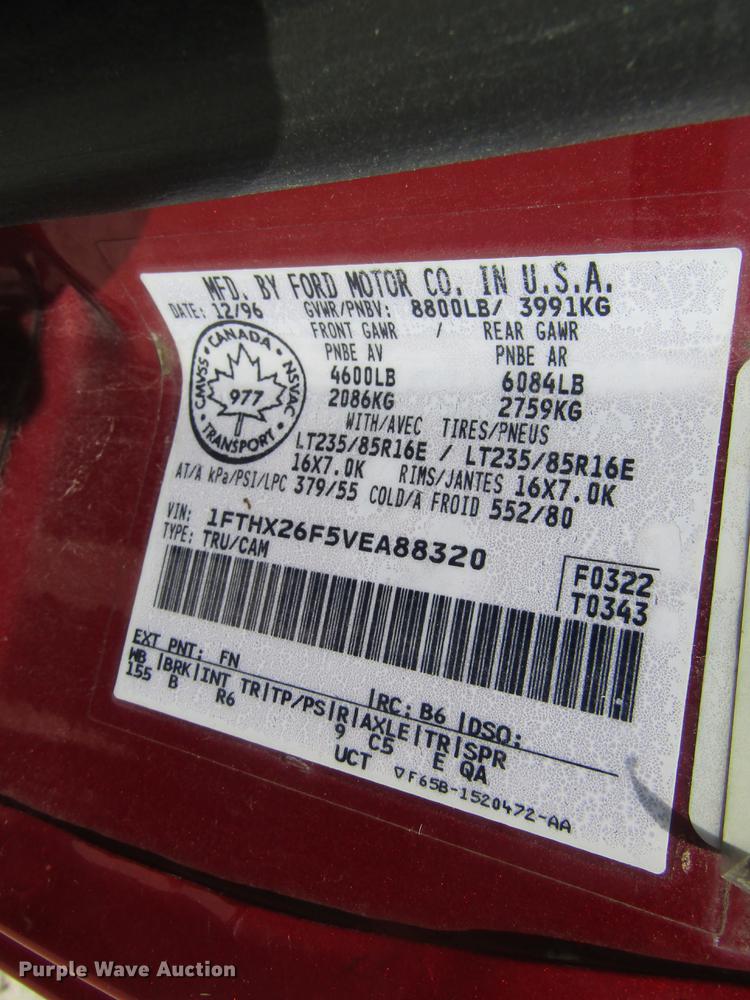 MFD. BY FORD MOTOR CO. IN U.S.A.
DATE: 12/96 GVWR/PNBV: 8800LB/ 3991KG
FRONT GAWR / REAR GAWR
PNBE AV PNBE AR
4600LB 6084LB
2086KG 2759KG
CANADA
CMVSS NSVAC
977
TRANSPORT
WITH/AVEC TIRES/PNEUS
LT235/85R16E / LT235/85R16E
16X7.0K RIMS/JANTES 16X7.0K
AT/A kPa/PSI/LPC 379/55 COLD/A FROID 552/80
VIN: 1FTHX26F5VEA88320
TYPE: TRU/CAM
F0322
T0343
EXT PNT: FN RC: B6 DSO:
WB |BRK|INT TR|TP/PS|R|AXLE|TR|SPR
155 B R6 9 C5 E QA
UCT ▽F65B-1520472-AA
Purple Wave Auction